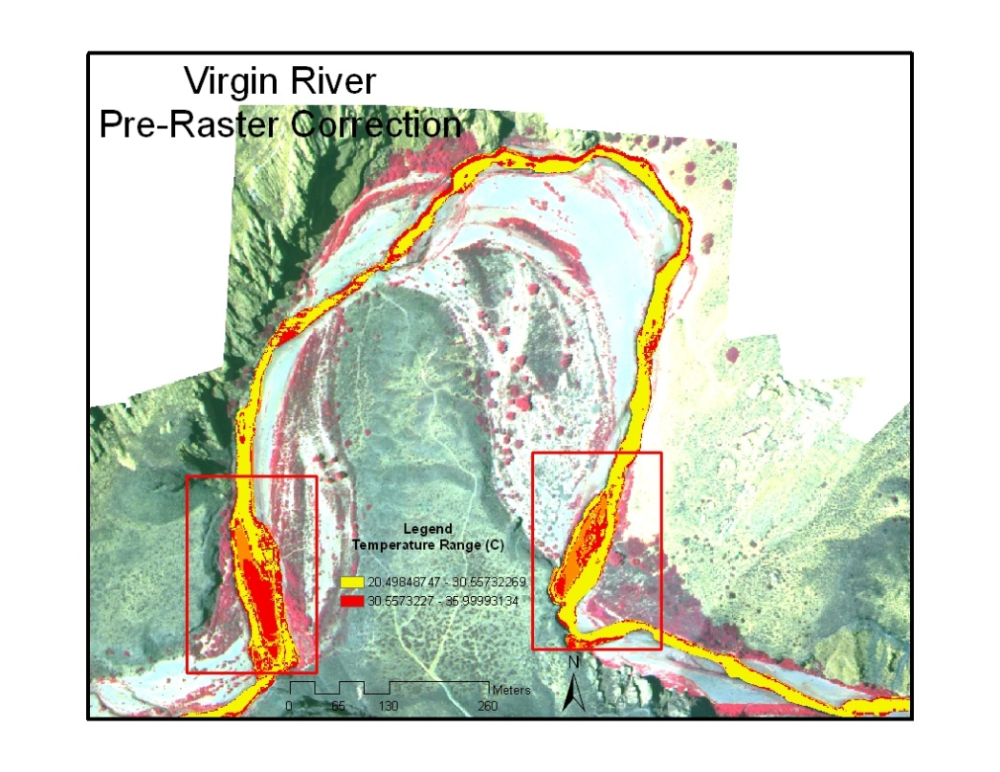 Virgin River
Pre-Raster Correction
Legend
Temperature Range (C)
20.49848747 - 30.55732269
30.5573227 - 35.99993134
N
Meters
0 65 130 260